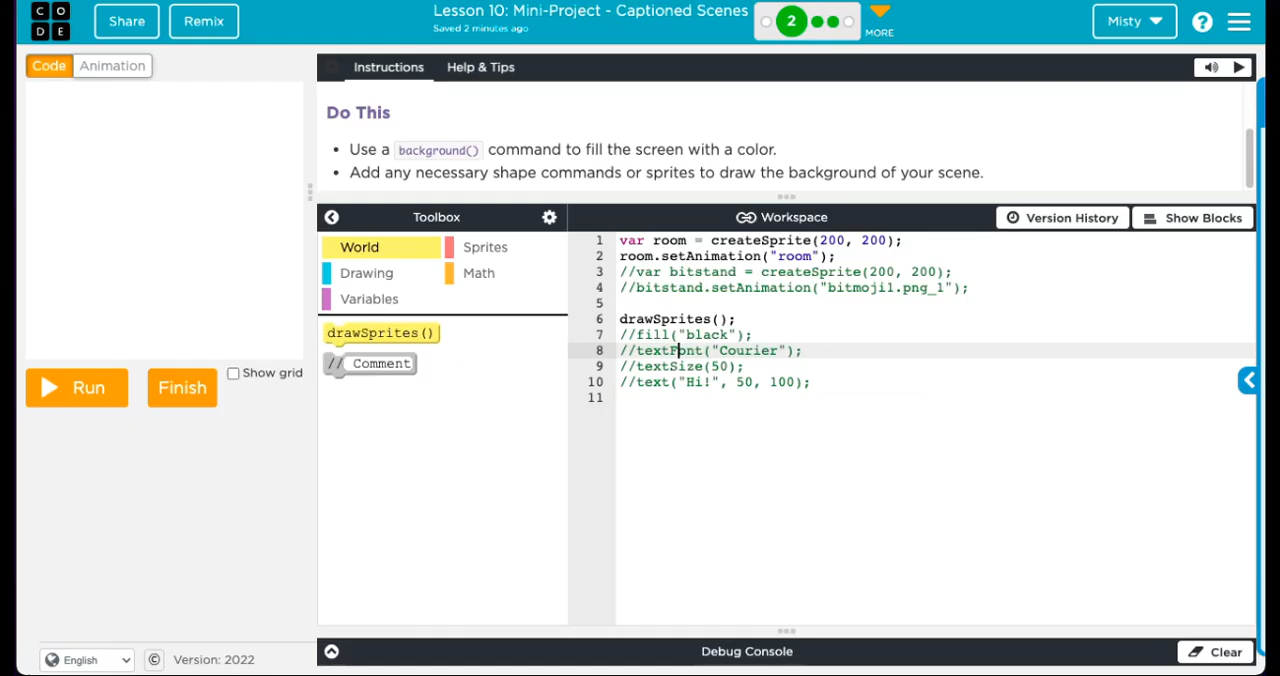 C O
D E
Share
Remix
Lesson 10: Mini-Project - Captioned Scenes
Saved 2 minutes ago
2
MORE
Misty
?
Code
Animation
Instructions
Help & Tips
Do This
• Use a background() command to fill the screen with a color.
• Add any necessary shape commands or sprites to draw the background of your scene.
Toolbox
Workspace
Version History
Show Blocks
World
Sprites
Drawing
Math
Variables
drawSprites()
// Comment
1 var room = createSprite(200, 200);
2 room.setAnimation("room");
3 //var bitstand = createSprite(200, 200);
4 //bitstand.setAnimation("bitmoji1.png_1");
5
6 drawSprites();
7 //fill("black");
8 //textFont("Courier");
9 //textSize(50);
10 //text("Hi!", 50, 100);
11
Run
Finish
Show grid
English
©
Version: 2022
Debug Console
Clear